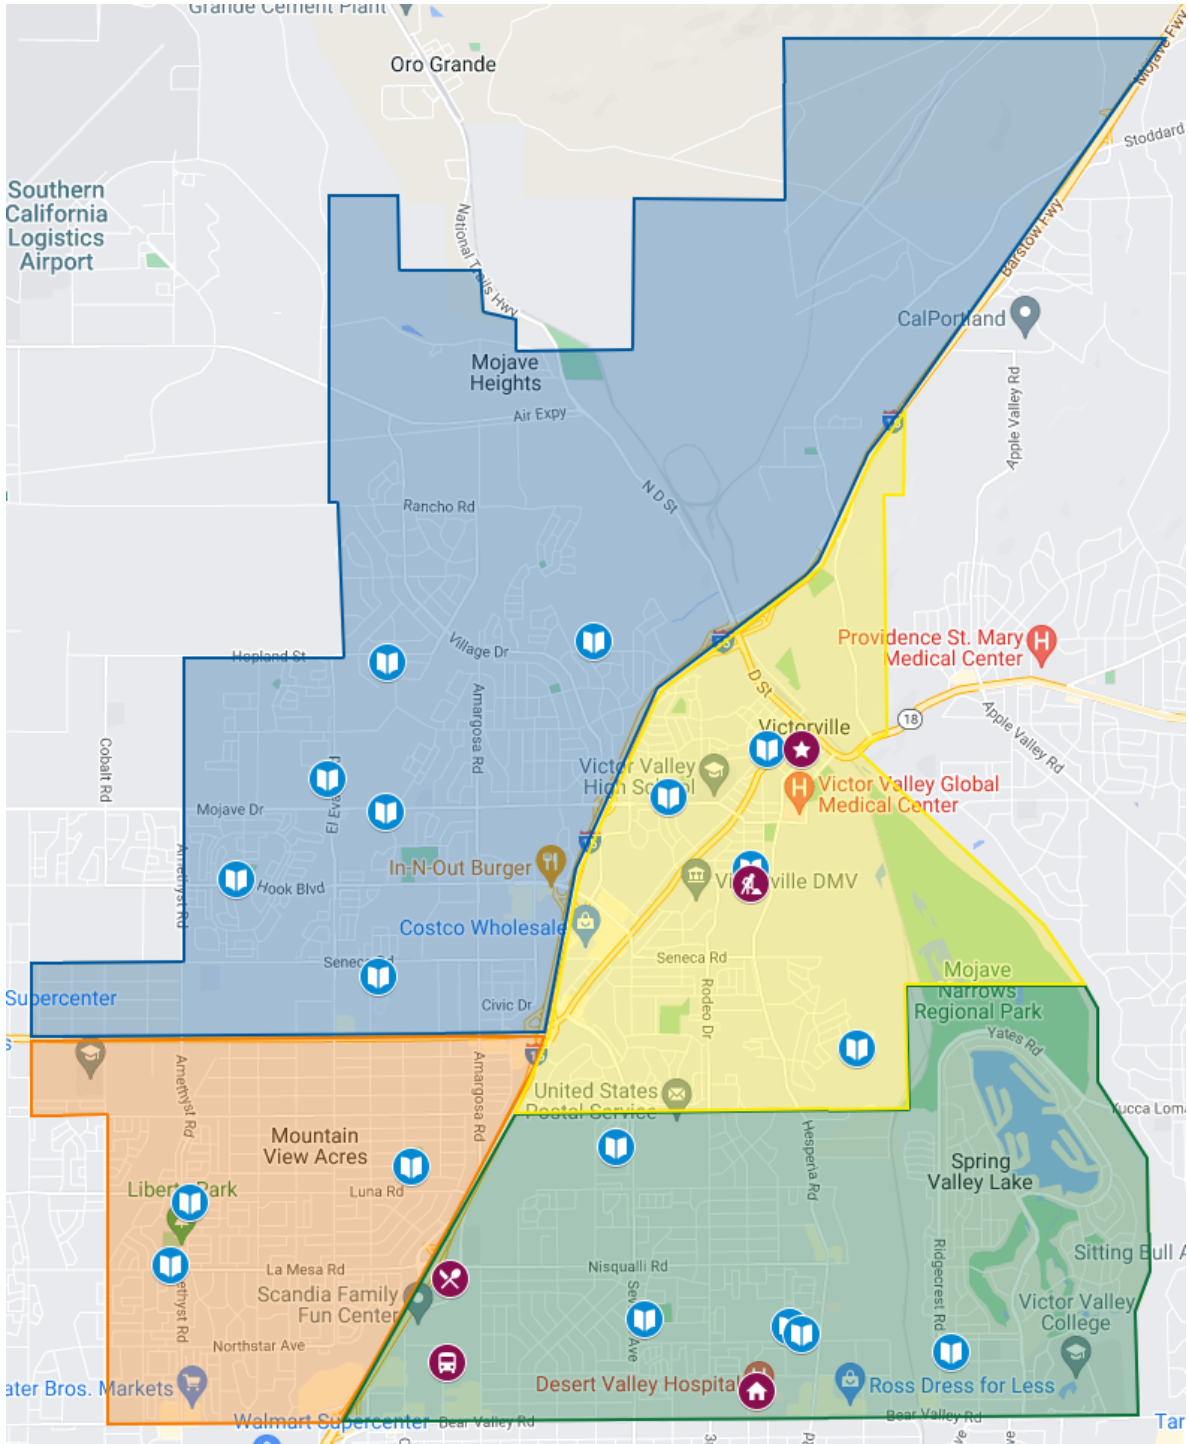 Grande Cement Plant
Mojave Fwy
Oro Grande
Stoddard
Southern
California
Logistics
Airport
National Trails Hwy
Barstow Fwy
CalPortland
Mojave
Heights
Air Expy
Apple Valley Rd
Rancho Rd
N D St
Providence St. Mary
Medical Center
Village Dr
Hopland St
D St
Amargosa Rd
18
Apple Valley Rd
Victorville
Cobalt Rd
Victor Valley
High School
Victor Valley Global
Medical Center
Mojave Dr
El Eva
Amethyst Rd
In-N-Out Burger
Hook Blvd
ville DMV
Costco Wholesale
Seneca Rd
Seneca Rd
Mojave
Narrows
Regional Park
Rodeo Dr
Supercenter
Civic Dr
Yates Rd
Amethyst Rd
Amargosa Rd
United States
Postal Service
Yucca Loma
Hesperia Rd
Mountain
View Acres
Spring
Valley Lake
Luna Rd
Liberty Park
Ridgecrest Rd
Sitting Bull A
La Mesa Rd
Nisqualli Rd
ethyst Rd
Scandia Family
Fun Center
Ave
Victor Valley
College
Northstar Ave
ater Bros. Markets
Desert Valley Hospital
Ross Dress for Less
Walmart Supercenter
Bear Valley Rd
Bear Valley Rd
Tar